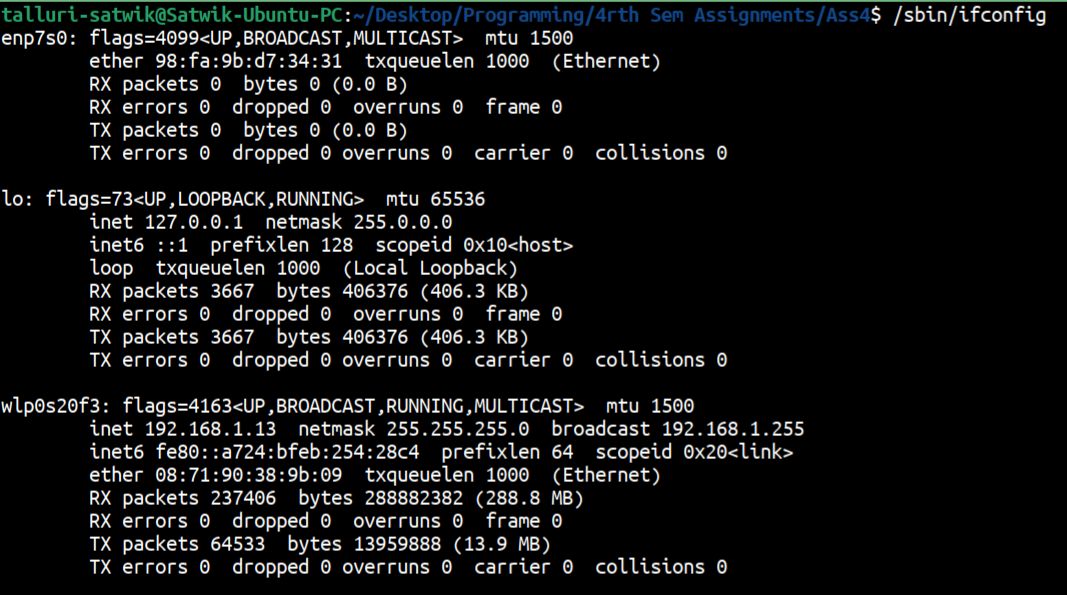 talluri-satwik@Satwik-Ubuntu-PC:~/Desktop/Programming/4rth Sem Assignments/Ass4$ /sbin/ifconfig
enp7s0: flags=4099<UP,BROADCAST,MULTICAST>  mtu 1500
        ether 98:fa:9b:d7:34:31  txqueuelen 1000  (Ethernet)
        RX packets 0  bytes 0 (0.0 B)
        RX errors 0  dropped 0  overruns 0  frame 0
        TX packets 0  bytes 0 (0.0 B)
        TX errors 0  dropped 0 overruns 0  carrier 0  collisions 0

lo: flags=73<UP,LOOPBACK,RUNNING>  mtu 65536
        inet 127.0.0.1  netmask 255.0.0.0
        inet6 ::1  prefixlen 128  scopeid 0x10<host>
        loop  txqueuelen 1000  (Local Loopback)
        RX packets 3667  bytes 406376 (406.3 KB)
        RX errors 0  dropped 0  overruns 0  frame 0
        TX packets 3667  bytes 406376 (406.3 KB)
        TX errors 0  dropped 0 overruns 0  carrier 0  collisions 0

wlp0s20f3: flags=4163<UP,BROADCAST,RUNNING,MULTICAST>  mtu 1500
        inet 192.168.1.13  netmask 255.255.255.0  broadcast 192.168.1.255
        inet6 fe80::a724:bfeb:254:28c4  prefixlen 64  scopeid 0x20<link>
        ether 08:71:90:38:9b:09  txqueuelen 1000  (Ethernet)
        RX packets 237406  bytes 288882382 (288.8 MB)
        RX errors 0  dropped 0  overruns 0  frame 0
        TX packets 64533  bytes 13959888 (13.9 MB)
        TX errors 0  dropped 0 overruns 0  carrier 0  collisions 0